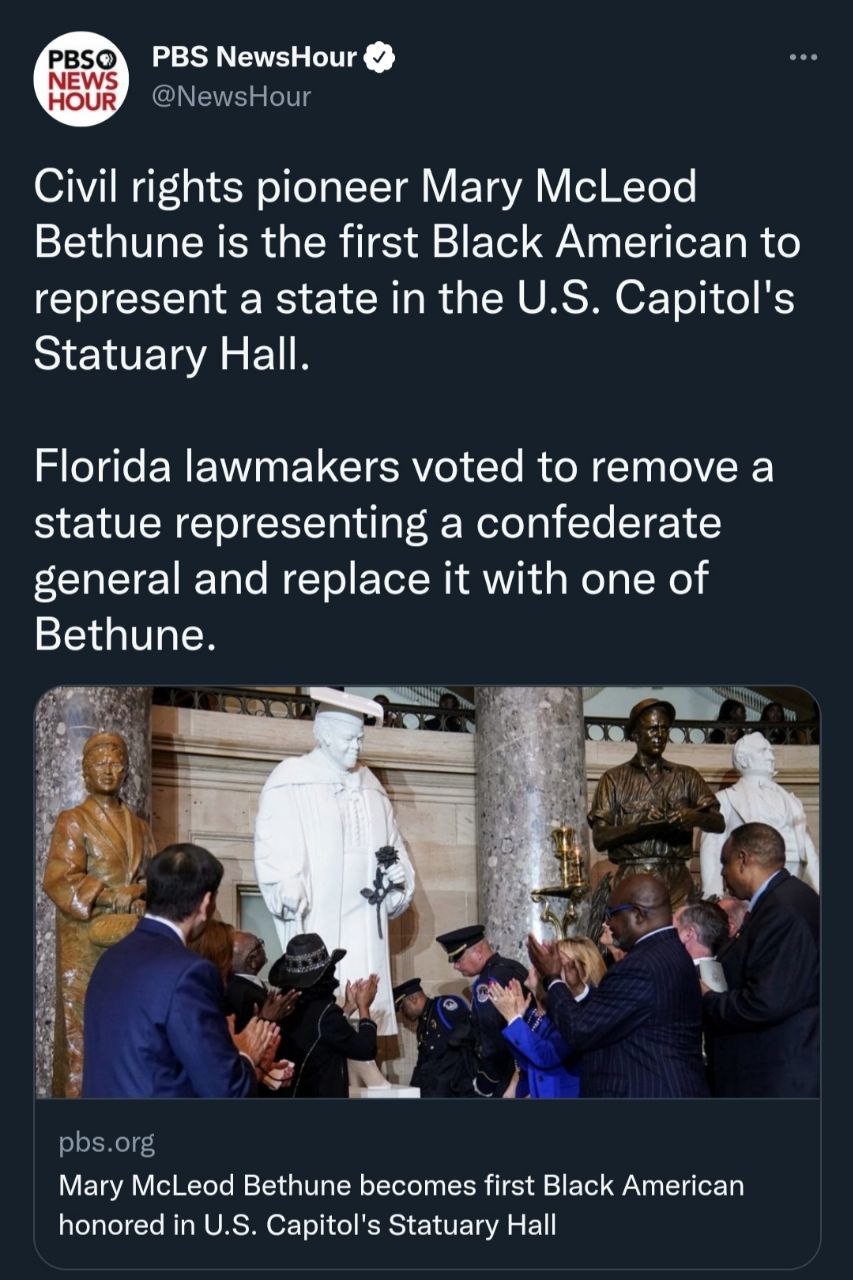 PBS
NEWS
HOUR
PBS NewsHour
@NewsHour
Civil rights pioneer Mary McLeod
Bethune is the first Black American to
represent a state in the U.S. Capitol's
Statuary Hall.
Florida lawmakers voted to remove a
statue representing a confederate
general and replace it with one of
Bethune.
pbs.org
Mary McLeod Bethune becomes first Black American
honored in U.S. Capitol's Statuary Hall